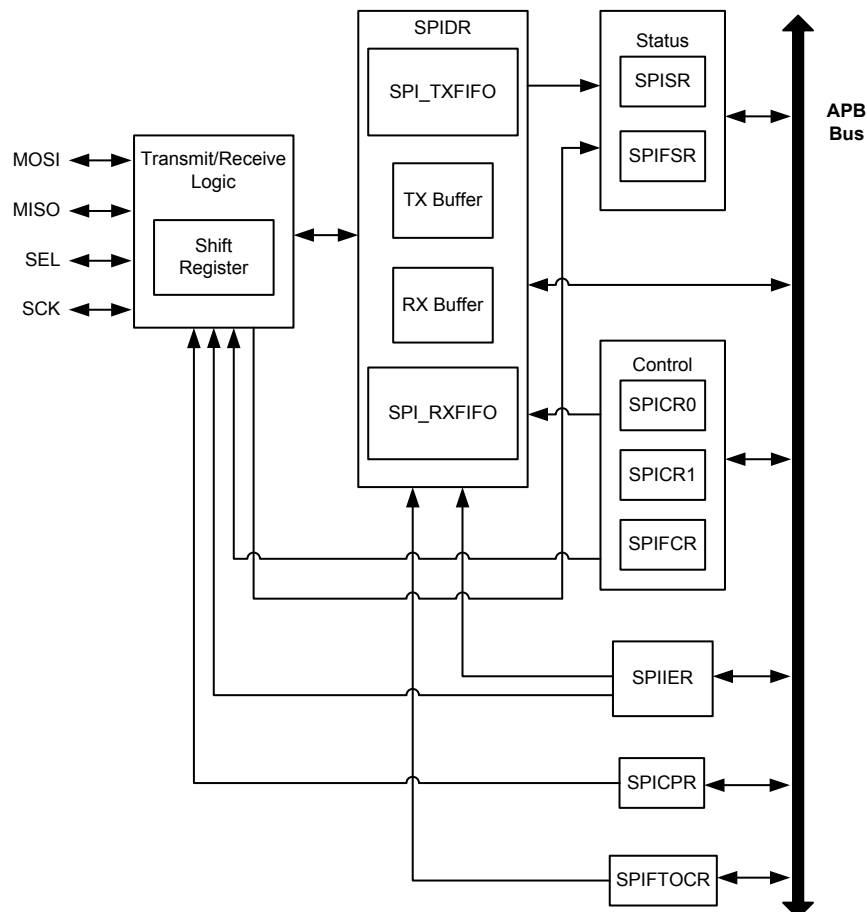 SPIDR
SPI_TXFIFO
TX Buffer
RX Buffer
SPI_RXFIFO
Status
SPISR
SPIFSR
APB
Bus
MOSI
MISO
SEL
SCK
Transmit/Receive
Logic
Shift
Register
Control
SPICR0
SPICR1
SPIFCR
SPIIER
SPICPR
SPIFTOCR